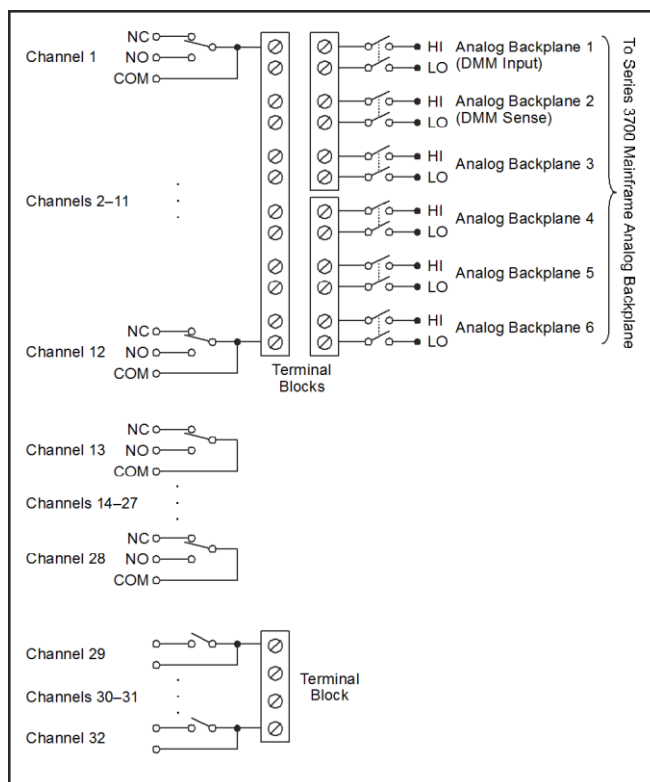 Channel 1
NC
NO
COM
HI
LO
Analog Backplane 1
(DMM Input)
HI
LO
Analog Backplane 2
(DMM Sense)
HI
LO
Analog Backplane 3
Channels 2–11
HI
LO
Analog Backplane 4
HI
LO
Analog Backplane 5
HI
LO
Analog Backplane 6
To Series 3700 Mainframe Analog Backplane
Channel 12
NC
NO
COM
Terminal
Blocks
Channel 13
NC
NO
COM
Channels 14–27
Channel 28
NC
NO
COM
Channel 29
Channels 30–31
Channel 32
Terminal
Block